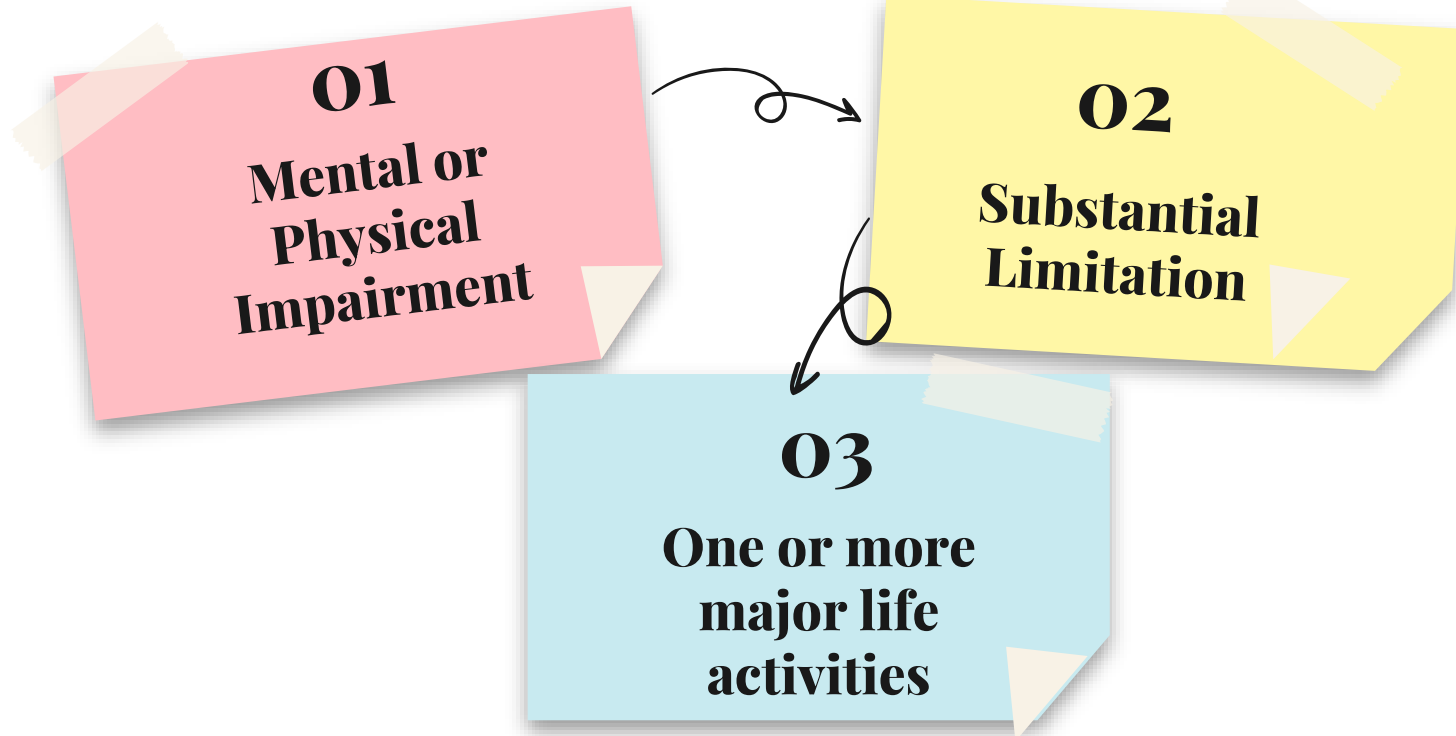 01
Mental or
Physical
Impairment
02
Substantial
Limitation
03
One or more
major life
activities